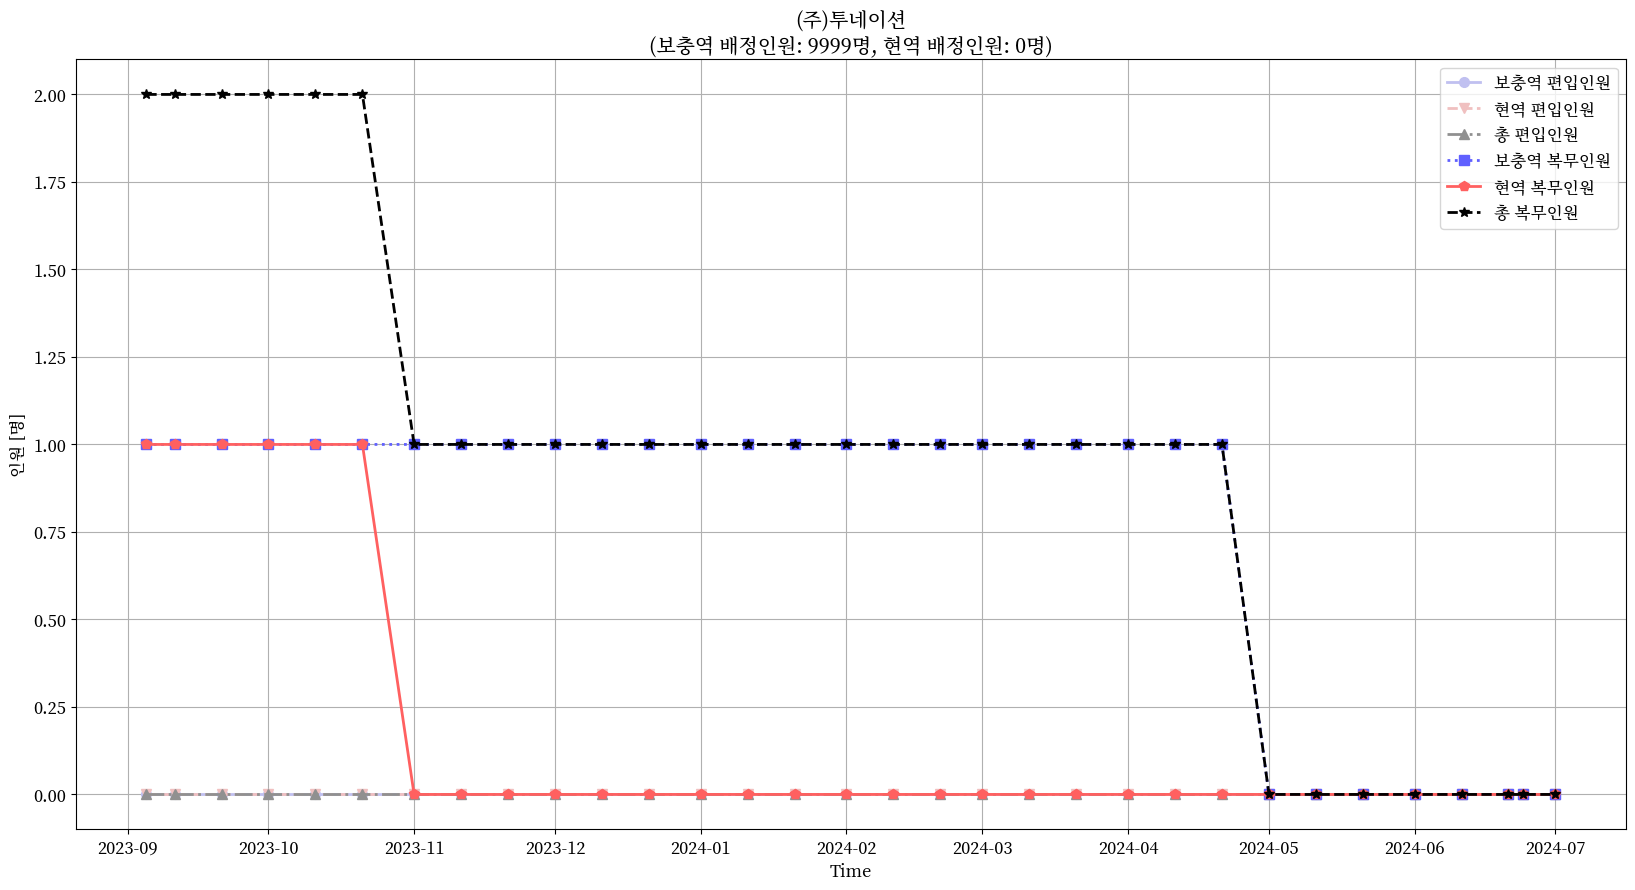 (주)투네이션
(보충역 배정인원: 9999명, 현역 배정인원: 0명)
보충역 편입인원
현역 편입인원
총 편입인원
보충역 복무인원
현역 복무인원
총 복무인원
인원 [명]
2.00
1.75
1.50
1.25
1.00
0.75
0.50
0.25
0.00
2023-09 2023-10 2023-11 2023-12 2024-01 2024-02 2024-03 2024-04 2024-05 2024-06 2024-07
Time